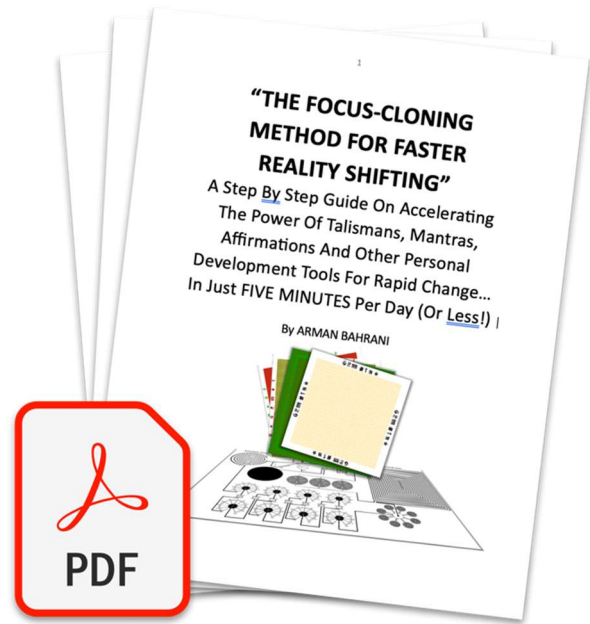 1
“THE FOCUS-CLONING
METHOD FOR FASTER
REALITY SHIFTING”
A Step By Step Guide On Accelerating
The Power Of Talismans, Mantras,
Affirmations And Other Personal
Development Tools For Rapid Change...
In Just FIVE MINUTES Per Day (Or Less!)
By ARMAN BAHRANI
PDF